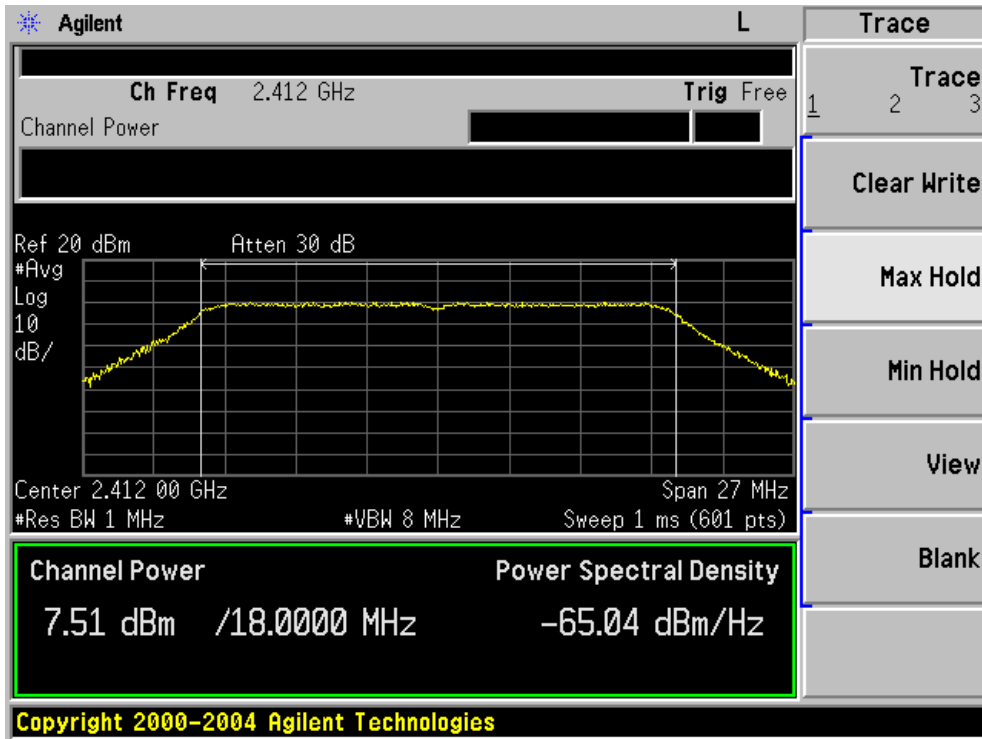 Agilent L Trace
Ch Freq 2.412 GHz Trig Free
Channel Power
Trace
1 2 3
Clear Write
Max Hold
Min Hold
View
Blank
Ref 20 dBm Atten 30 dB
#Avg
Log
10
dB/
Center 2.412 00 GHz Span 27 MHz
#Res BW 1 MHz #VBW 8 MHz Sweep 1 ms (601 pts)
Channel Power Power Spectral Density
7.51 dBm /18.0000 MHz -65.04 dBm/Hz
Copyright 2000-2004 Agilent Technologies